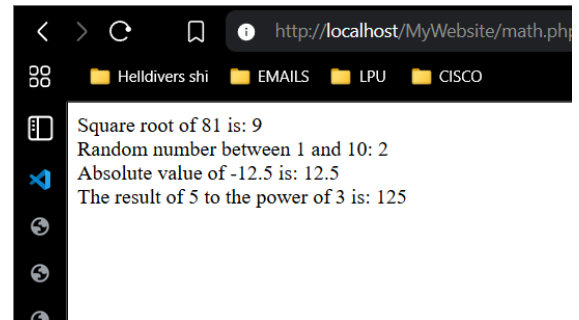 http://localhost/MyWebsite/math.php
Helldivers shi EMAILS LPU CISCO
Square root of 81 is: 9
Random number between 1 and 10: 2
Absolute value of -12.5 is: 12.5
The result of 5 to the power of 3 is: 125